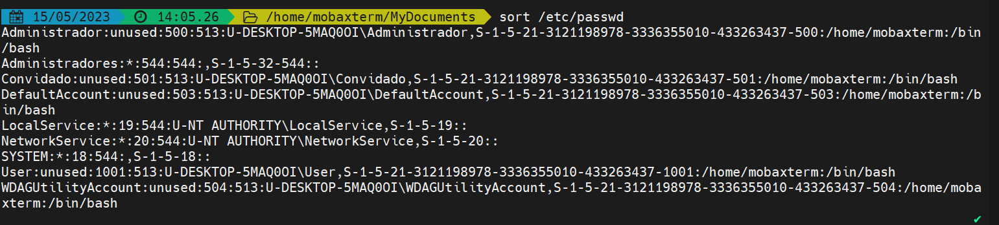 15/05/2023 14:05.26 /home/mobaxterm/MyDocuments sort /etc/passwd
Administrador:unused:500:513:U-DESKTOP-5MAQ0OI\Administrador,S-1-5-21-3121198978-3336355010-433263437-500:/home/mobaxterm:/bin
/bash
Administradores:*:544:544:,S-1-5-32-544::
Convidado:unused:501:513:U-DESKTOP-5MAQ0OI\Convidado,S-1-5-21-3121198978-3336355010-433263437-501:/home/mobaxterm:/bin/bash
DefaultAccount:unused:503:513:U-DESKTOP-5MAQ0OI\DefaultAccount,S-1-5-21-3121198978-3336355010-433263437-503:/home/mobaxterm:/b
in/bash
LocalService:*:19:544:U-NT AUTHORITY\LocalService,S-1-5-19::
NetworkService:*:20:544:U-NT AUTHORITY\NetworkService,S-1-5-20::
SYSTEM:*:18:544:,S-1-5-18::
User:unused:1001:513:U-DESKTOP-5MAQ0OI\User,S-1-5-21-3121198978-3336355010-433263437-1001:/home/mobaxterm:/bin/bash
WDAGUtilityAccount:unused:504:513:U-DESKTOP-5MAQ0OI\WDAGUtilityAccount,S-1-5-21-3121198978-3336355010-433263437-504:/home/moba
xterm:/bin/bash